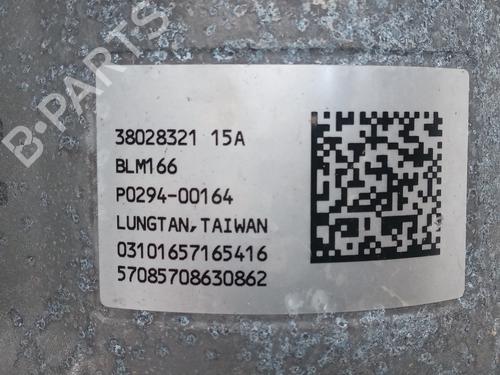 B-PARTS
38028321 15A
BLM166
P0294-00164
LUNGTAN,TAIWAN
03101657165416
57085708630862